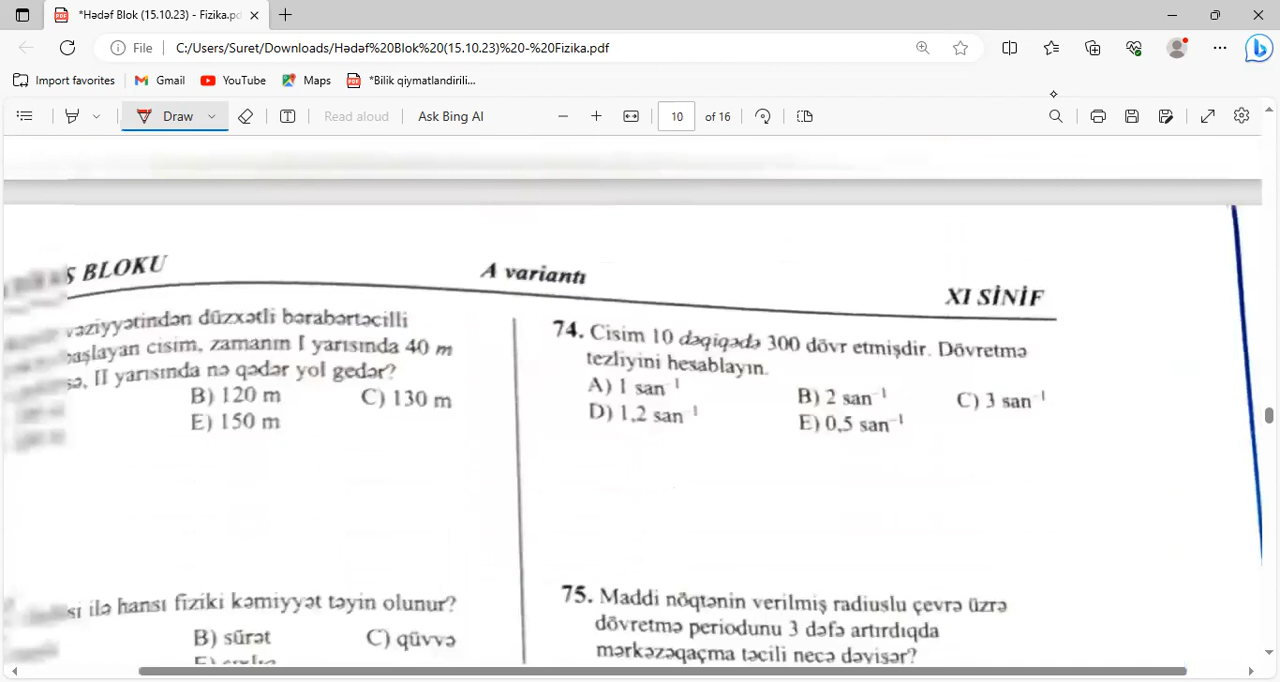 *Hədəf Blok (15.10.23) - Fizika.pd
File
C:/Users/Suret/Downloads/Hədəf%20Blok%20(15.10.23)%20-%20Fizika.pdf
Import favorites
Gmail
YouTube
Maps
*Bilik qiymatlandirili...
Draw
Read aloud
Ask Bing AI
10
of 16
Ş BLOKU
A variantı
XI SİNİF
vəziyyətindən düzxətli bərabərtəcilli
başlayan cisim, zamanın I yarısında 40 m
sə, II yarısında nə qədər yol gedər?
B) 120 m
C) 130 m
E) 150 m
si ilə hansı fiziki kəmiyyət təyin olunur?
B) sürət
C) qüvvə
74. Cisim 10 dəqiqədə 300 dövr etmişdir. Dövretmə
tezliyini hesablayın.
A) 1 san⁻¹
B) 2 san⁻¹
C) 3 san⁻¹
D) 1,2 san⁻¹
E) 0,5 san⁻¹
75. Maddi nöqtənin verilmiş radiuslu çevrə üzrə
dövretmə periodunu 3 dəfə artırdıqda
mərkəzəqaçma təcili necə dəyişər?